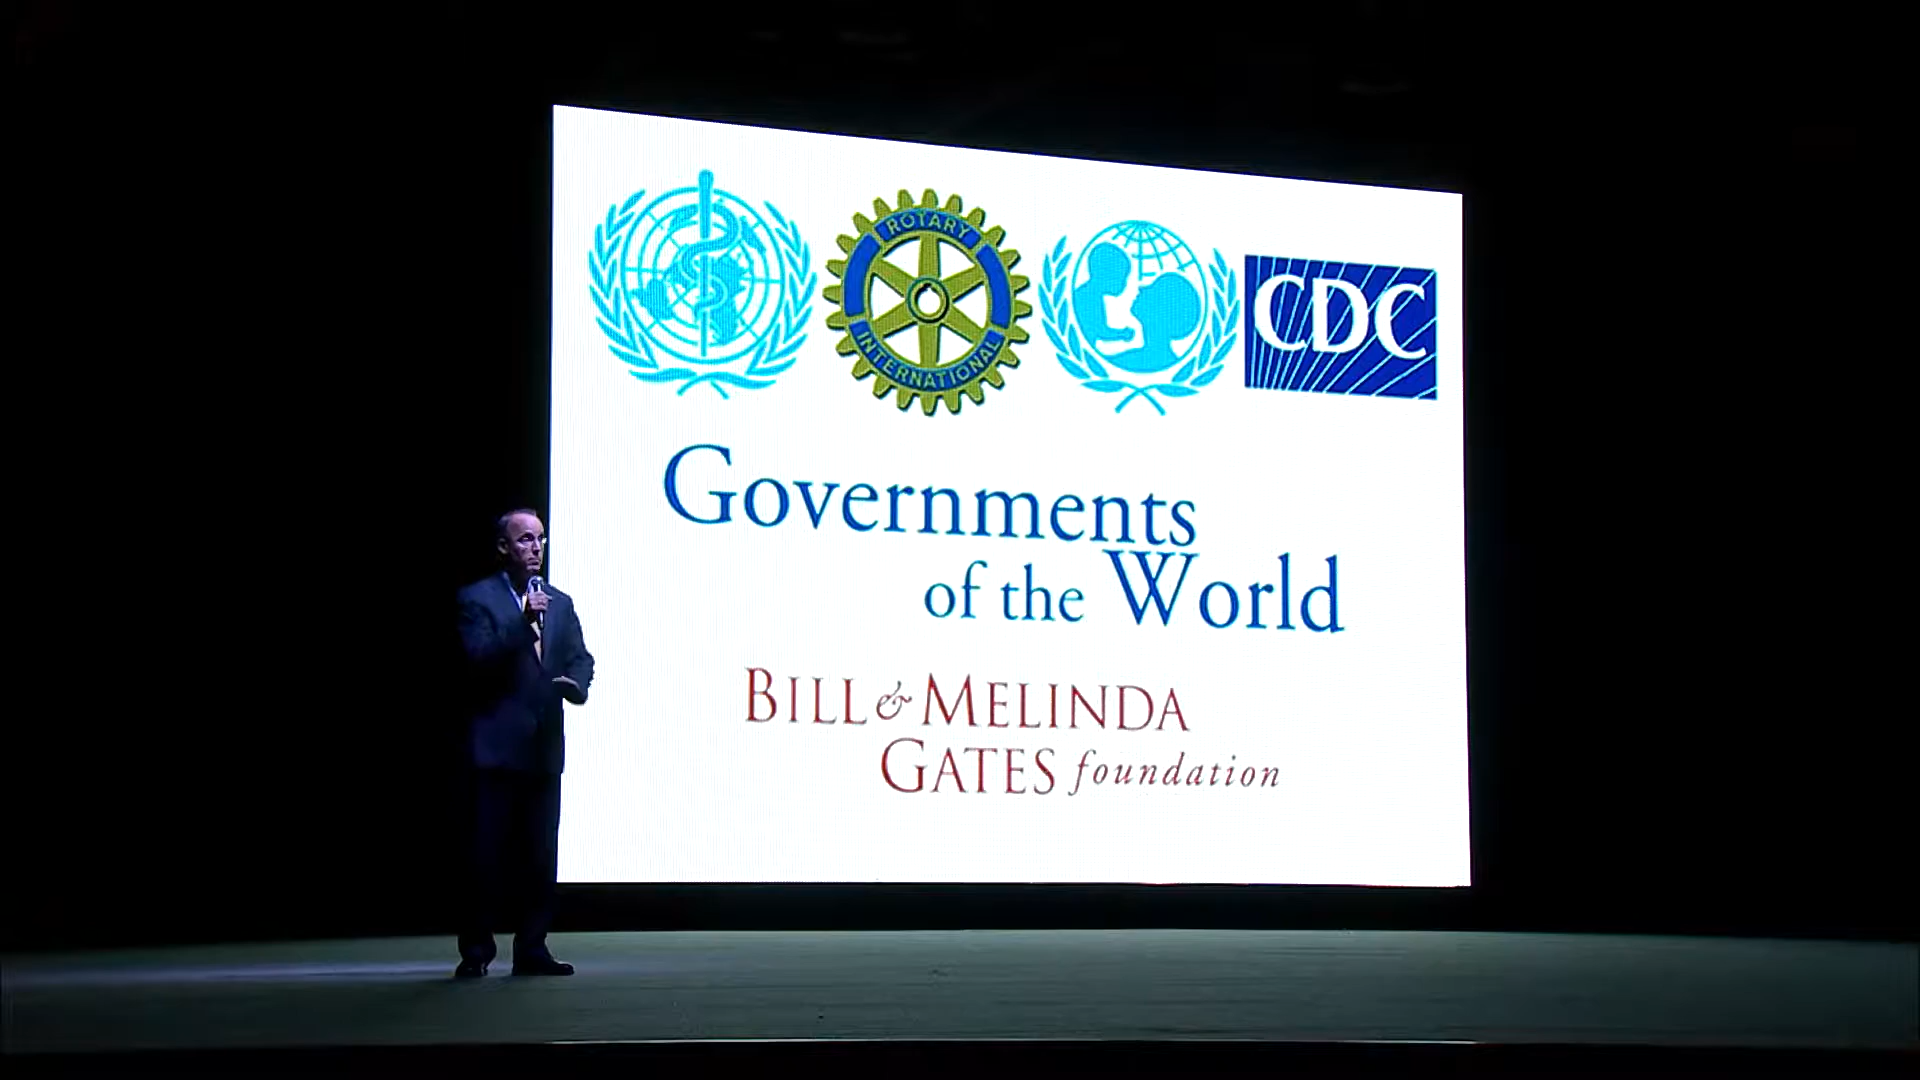 ROTARY
INTERNATIONAL
CDC
Governments
of the World
BILL & MELINDA
GATES foundation